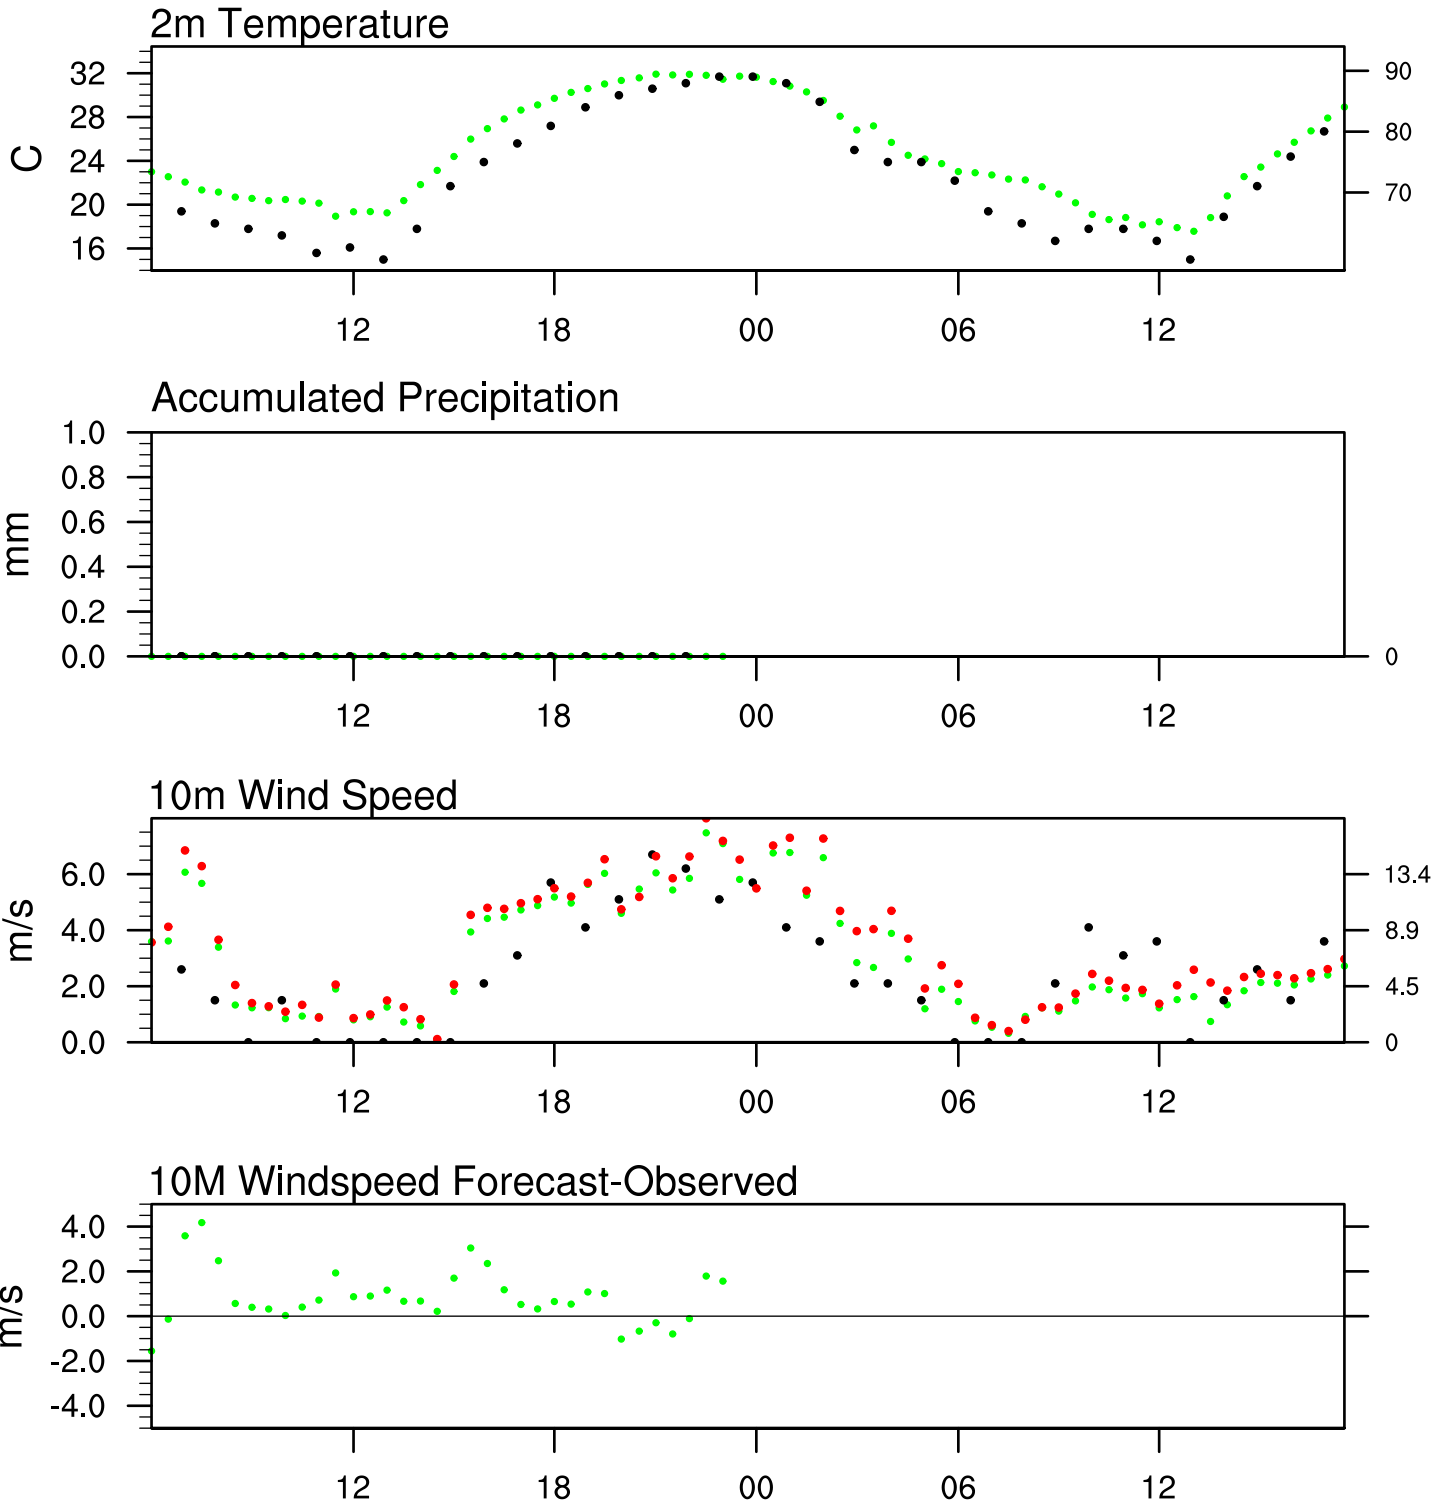 2m Temperature
32
28
24
20
16
C
90
80
70
12 18 00 06 12
Accumulated Precipitation
1.0
0.8
0.6
0.4
0.2
0.0
mm
0
12 18 00 06 12
10m Wind Speed
6.0
4.0
2.0
0.0
m/s
13.4
8.9
4.5
0
12 18 00 06 12
10M Windspeed Forecast-Observed
4.0
2.0
0.0
-2.0
-4.0
m/s
12 18 00 06 12